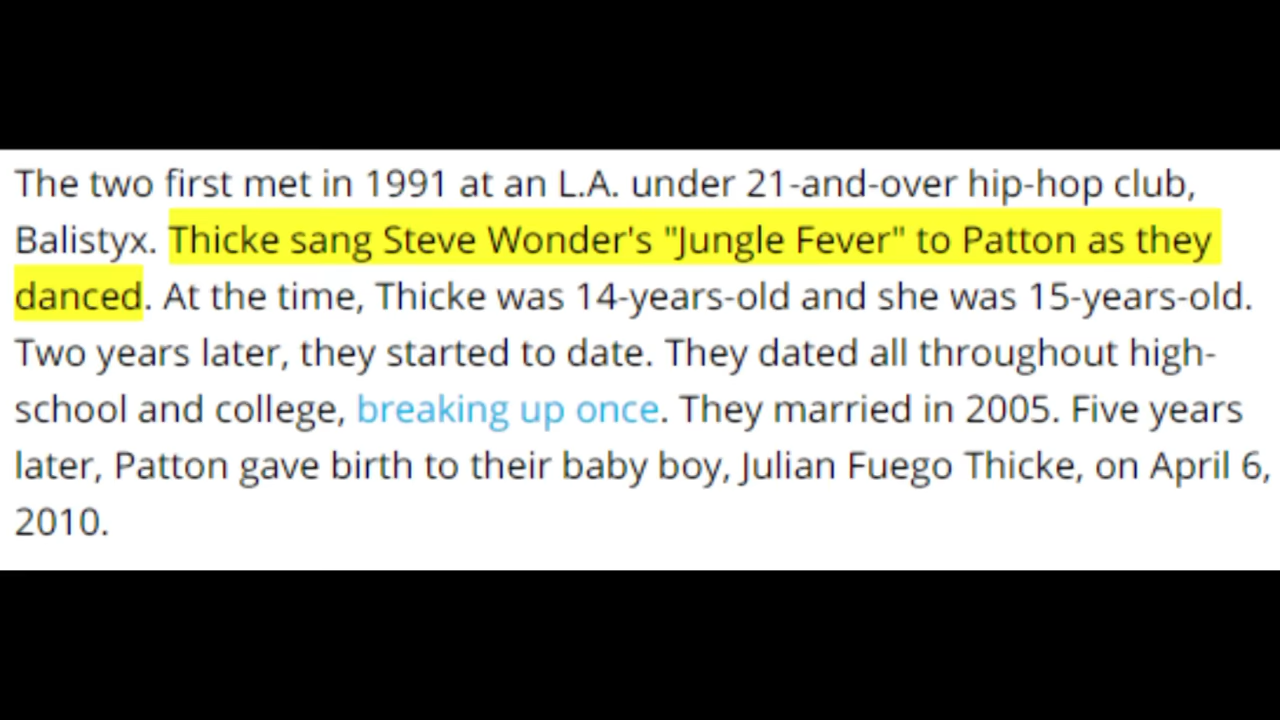 The two first met in 1991 at an L.A. under 21-and-over hip-hop club,
Balistyx. Thicke sang Steve Wonder's "Jungle Fever" to Patton as they
danced. At the time, Thicke was 14-years-old and she was 15-years-old.
Two years later, they started to date. They dated all throughout high-
school and college, breaking up once. They married in 2005. Five years
later, Patton gave birth to their baby boy, Julian Fuego Thicke, on April 6,
2010.